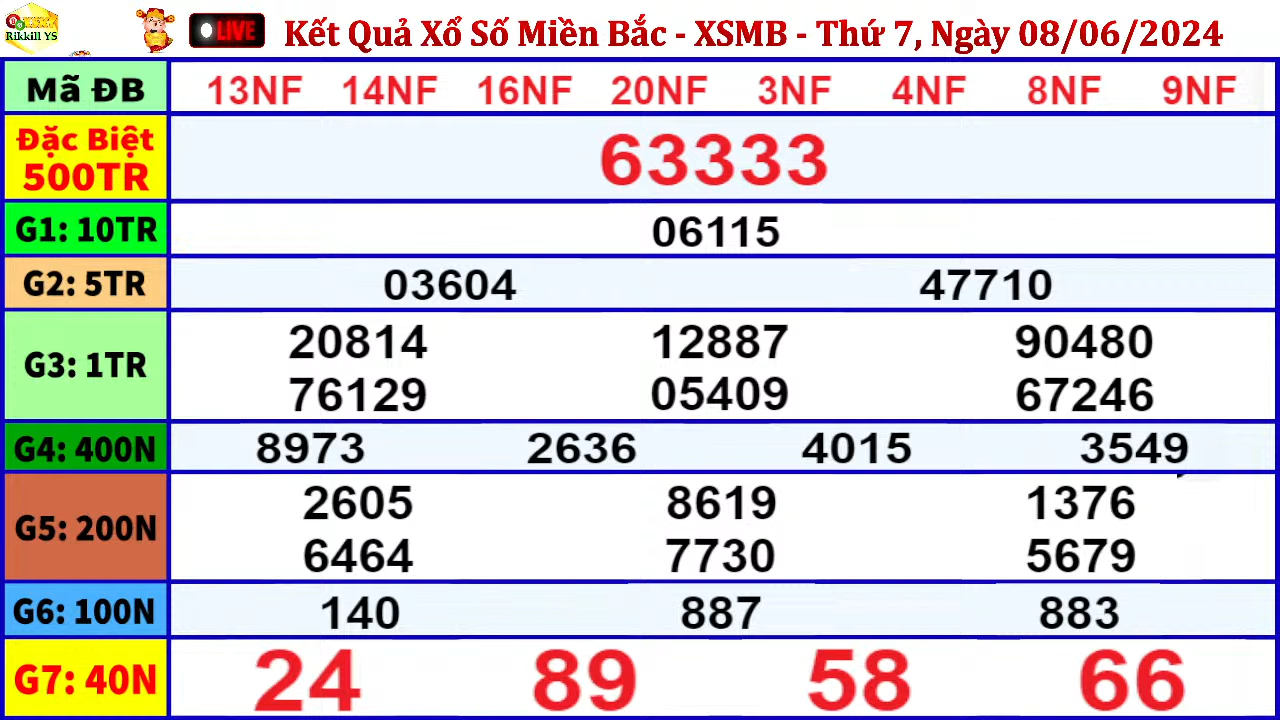 Rikkill YS
LIVE
Kết Quả Xổ Số Miền Bắc - XSMB - Thứ 7, Ngày 08/06/2024
Mã ĐB 13NF 14NF 16NF 20NF 3NF 4NF 8NF 9NF
Đặc Biệt
500TR
63333
G1: 10TR 06115
G2: 5TR 03604 47710
G3: 1TR
20814 12887 90480
76129 05409 67246
G4: 400N 8973 2636 4015 3549
G5: 200N
2605 8619 1376
6464 7730 5679
G6: 100N 140 887 883
G7: 40N 24 89 58 66